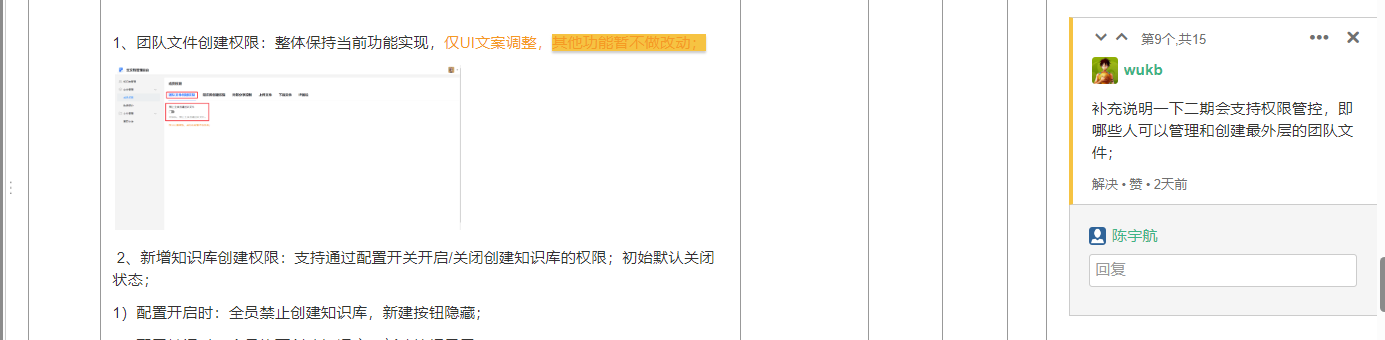 1、团队文件创建权限：整体保持当前功能实现，仅UI文案调整，其他功能暂不做改动；
2、新增知识库创建权限：支持通过配置开关开启/关闭创建知识库的权限；初始默认关闭
状态；
1）配置开启时：全员禁止创建知识库，新建按钮隐藏；
第9个,共15
wukb
补充说明一下二期会支持权限管控，即
哪些人可以管理和创建最外层的团队文
件；
解决 • 赞 • 2天前
陈宇航
回复